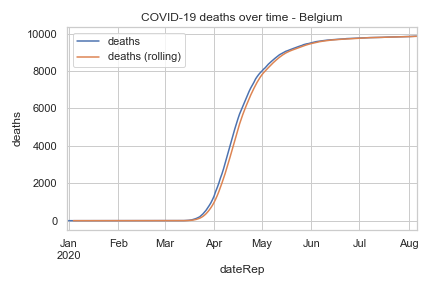 COVID-19 deaths over time - Belgium
deaths
deaths (rolling)
10000
8000
6000
4000
2000
0
deaths
Jan Feb Mar Apr May Jun Jul Aug
2020
dateRep